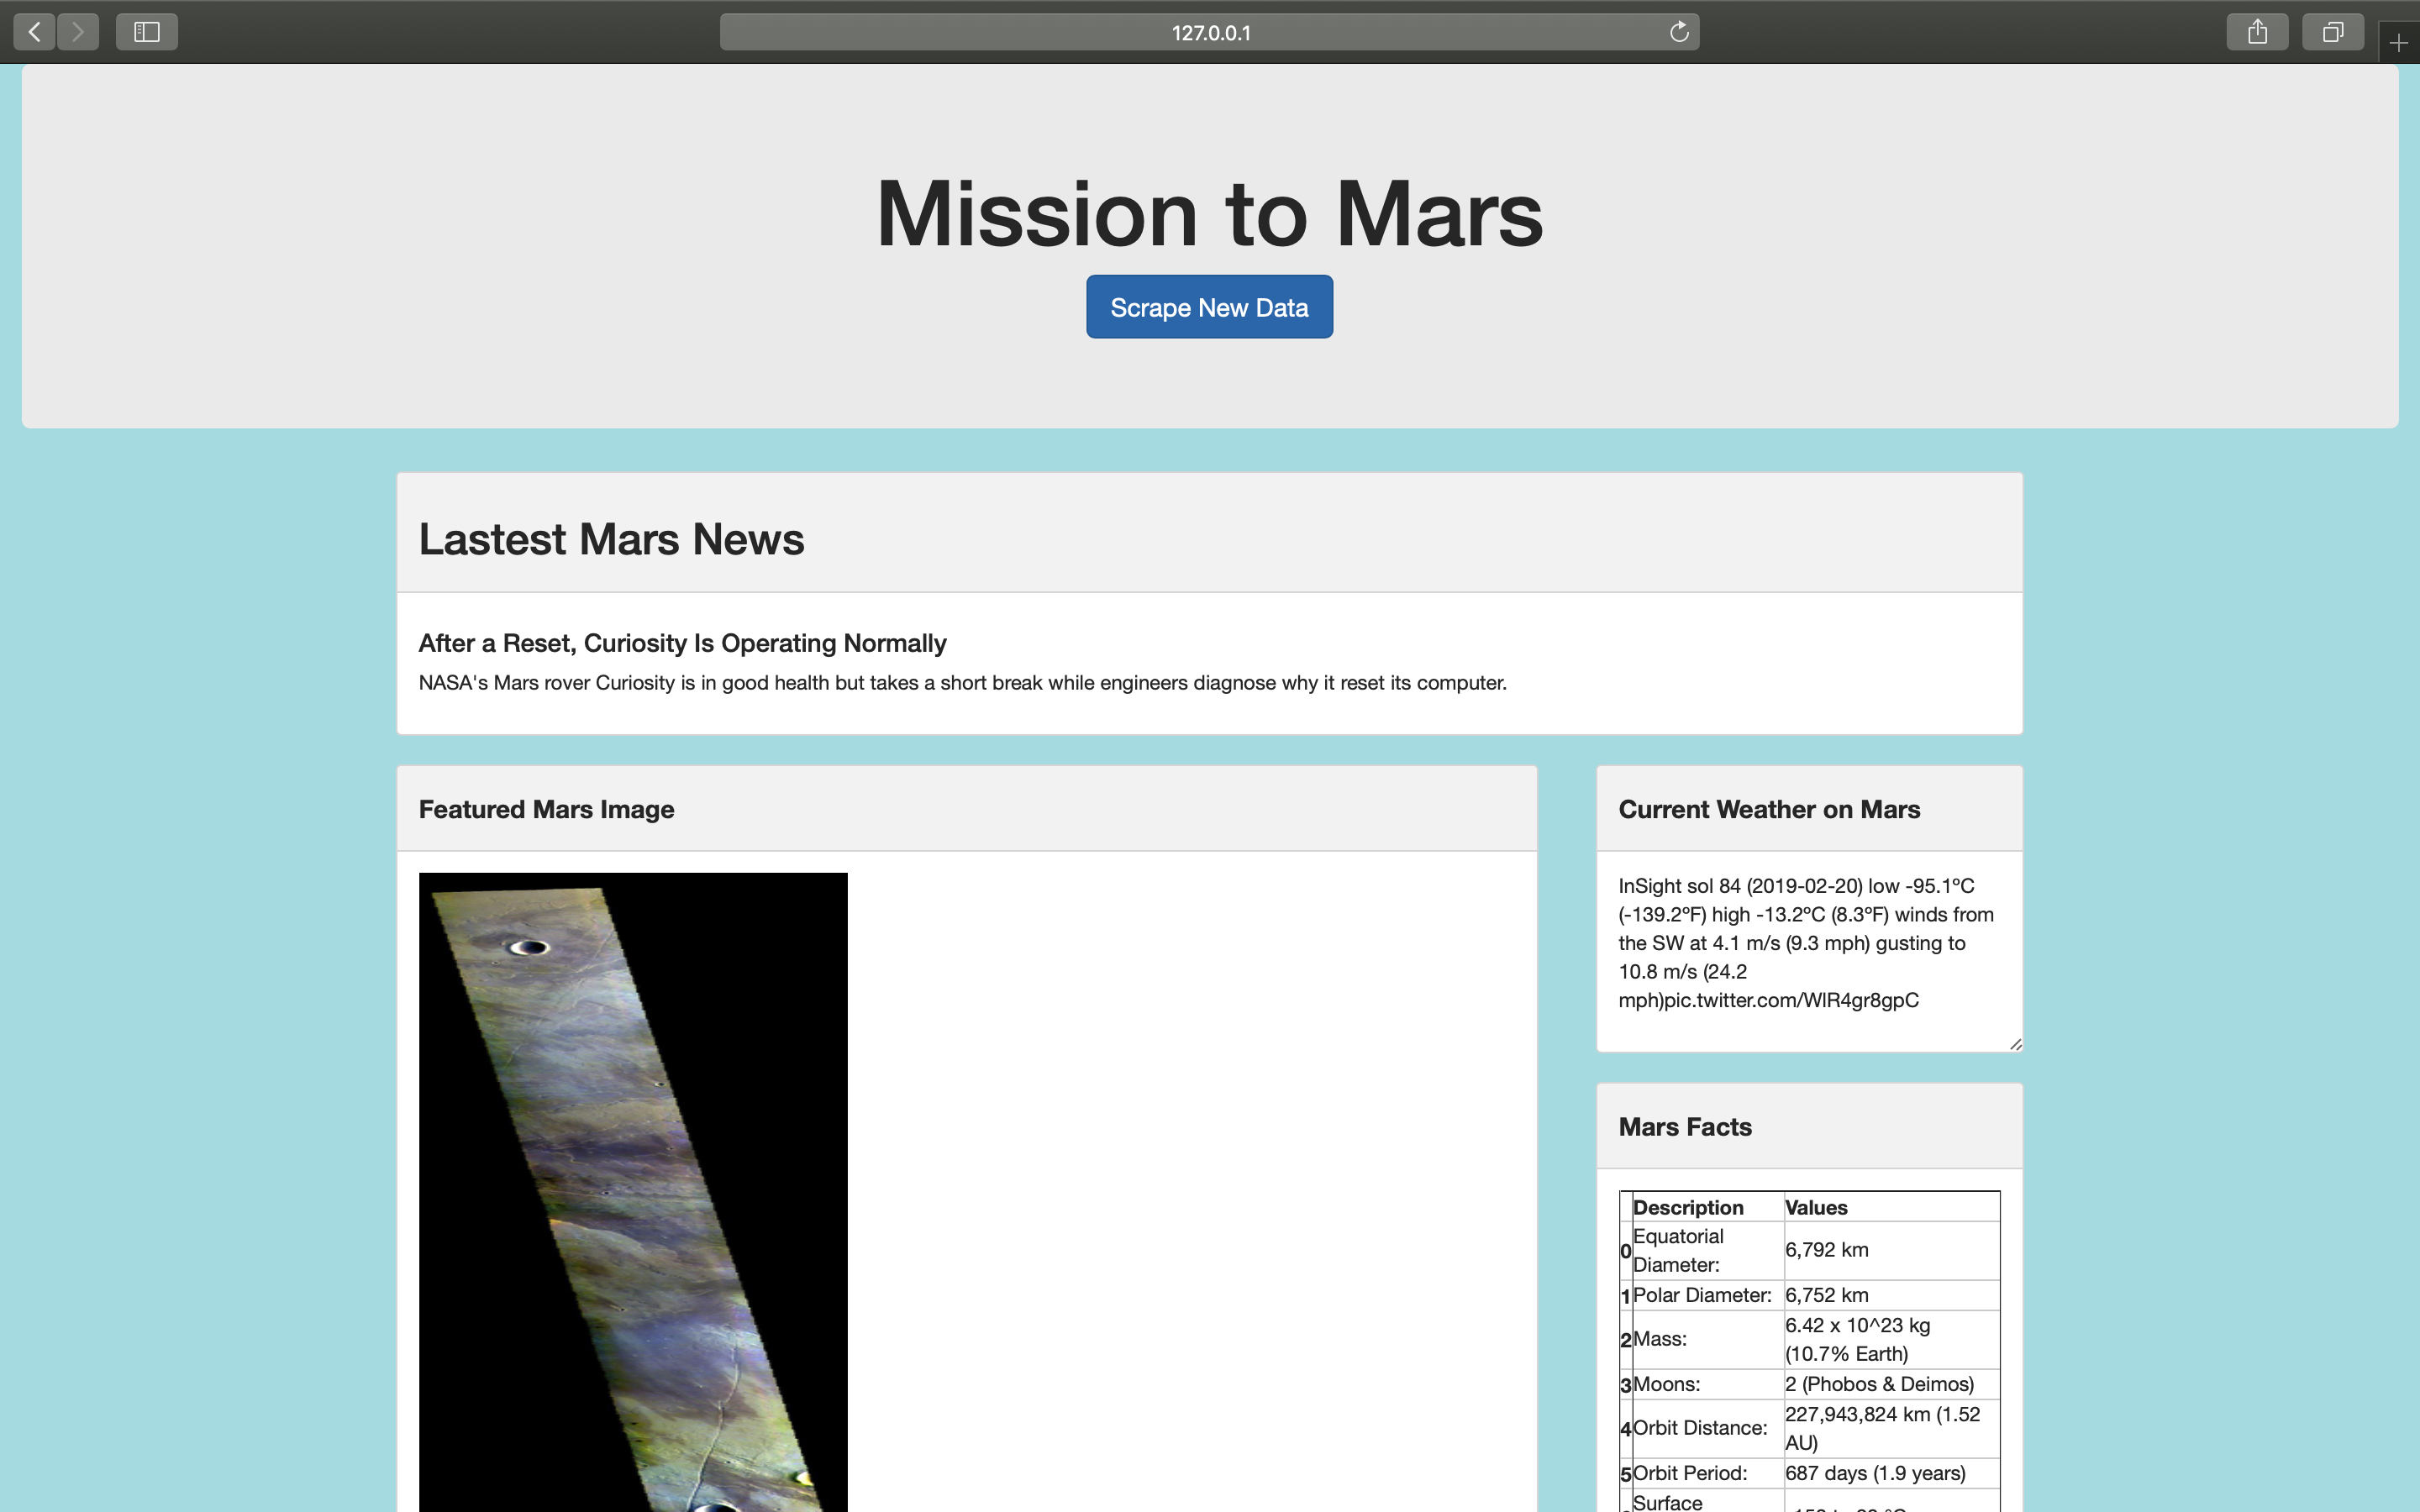 127.0.0.1
Mission to Mars
Scrape New Data
Lastest Mars News
After a Reset, Curiosity Is Operating Normally
NASA's Mars rover Curiosity is in good health but takes a short break while engineers diagnose why it reset its computer.
Featured Mars Image
Current Weather on Mars
InSight sol 84 (2019-02-20) low -95.1ºC
(-139.2ºF) high -13.2ºC (8.3ºF) winds from
the SW at 4.1 m/s (9.3 mph) gusting to
10.8 m/s (24.2
mph)pic.twitter.com/WlR4gr8gpC
Mars Facts
Description Values
0 Equatorial Diameter: 6,792 km
1 Polar Diameter: 6,752 km
2 Mass: 6.42 x 10^23 kg (10.7% Earth)
3 Moons: 2 (Phobos & Deimos)
4 Orbit Distance: 227,943,824 km (1.52 AU)
5 Orbit Period: 687 days (1.9 years)
Surface